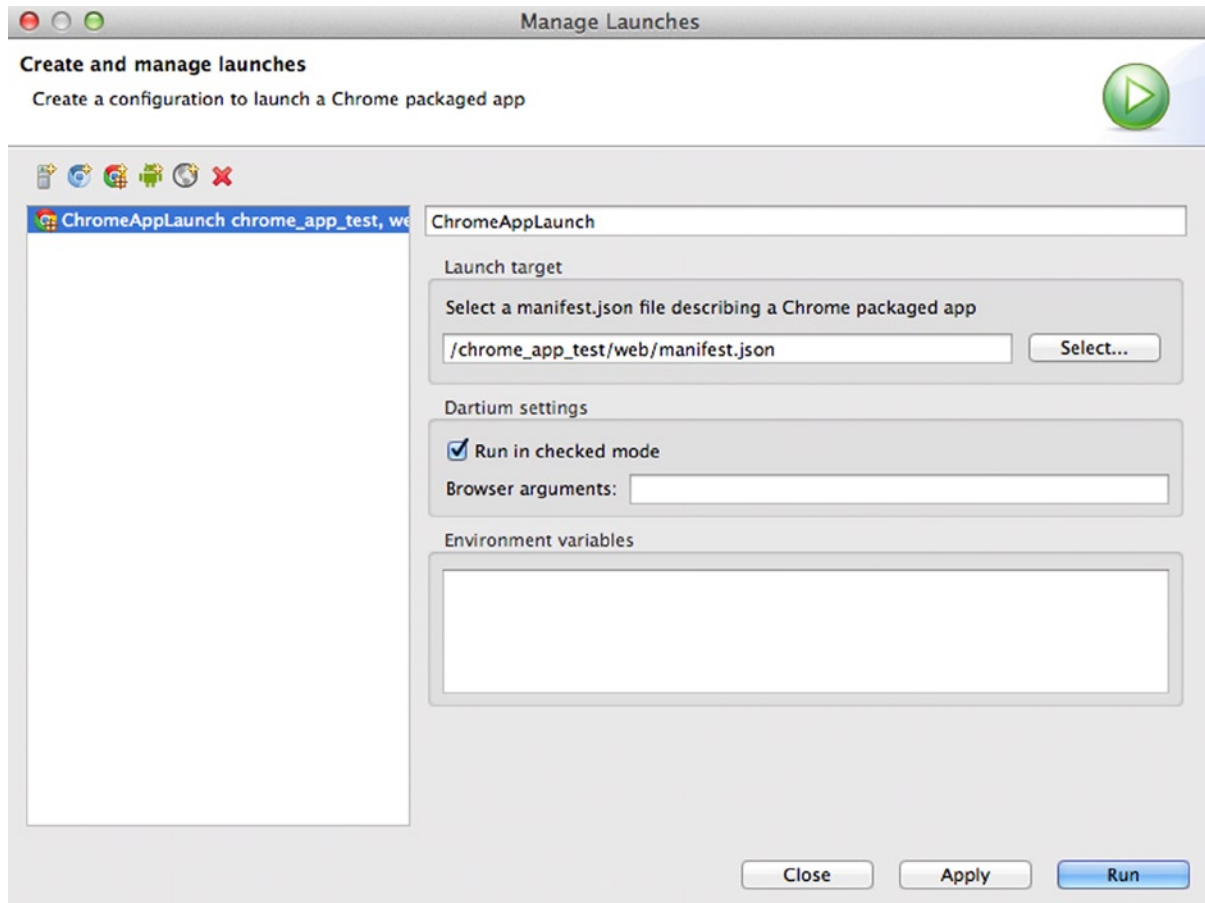 Manage Launches
Create and manage launches
Create a configuration to launch a Chrome packaged app
ChromeAppLaunch chrome_app_test, we
ChromeAppLaunch
Launch target
Select a manifest.json file describing a Chrome packaged app
/chrome_app_test/web/manifest.json
Select...
Dartium settings
Run in checked mode
Browser arguments:
Environment variables
Close
Apply
Run